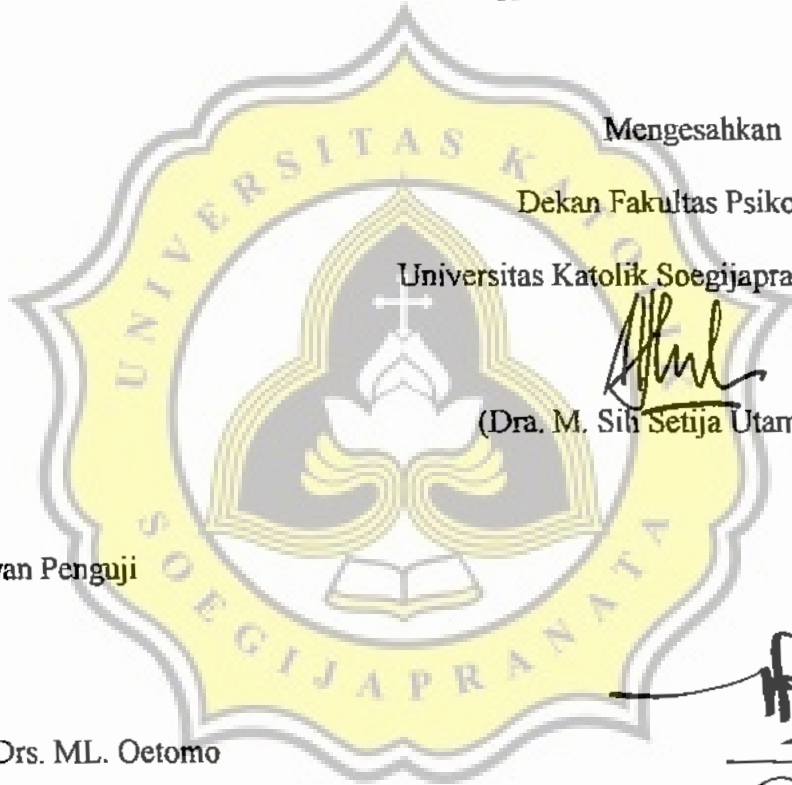 Mengesahkan
Dekan Fakultas Psiko
Universitas Katolik Soegijapra
(Dra. M. Sih Setija Utam
an Penguji
Drs. ML. Oetomo
UNIVERSITAS KATOLIK
SOEGIJAPRANATA